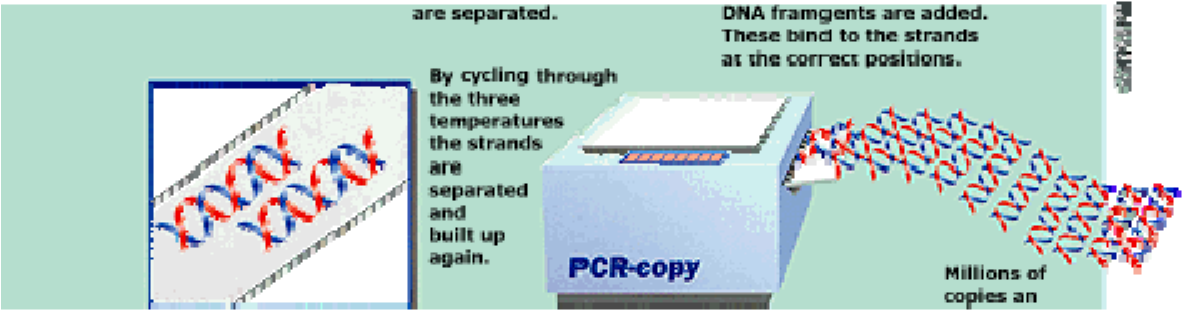 are separated.
DNA framgents are added.
These bind to the strands
at the correct positions.
By cycling through
the three
temperatures
the strands
are
separated
and
built up
again.
PCR-copy
Millions of
copies an